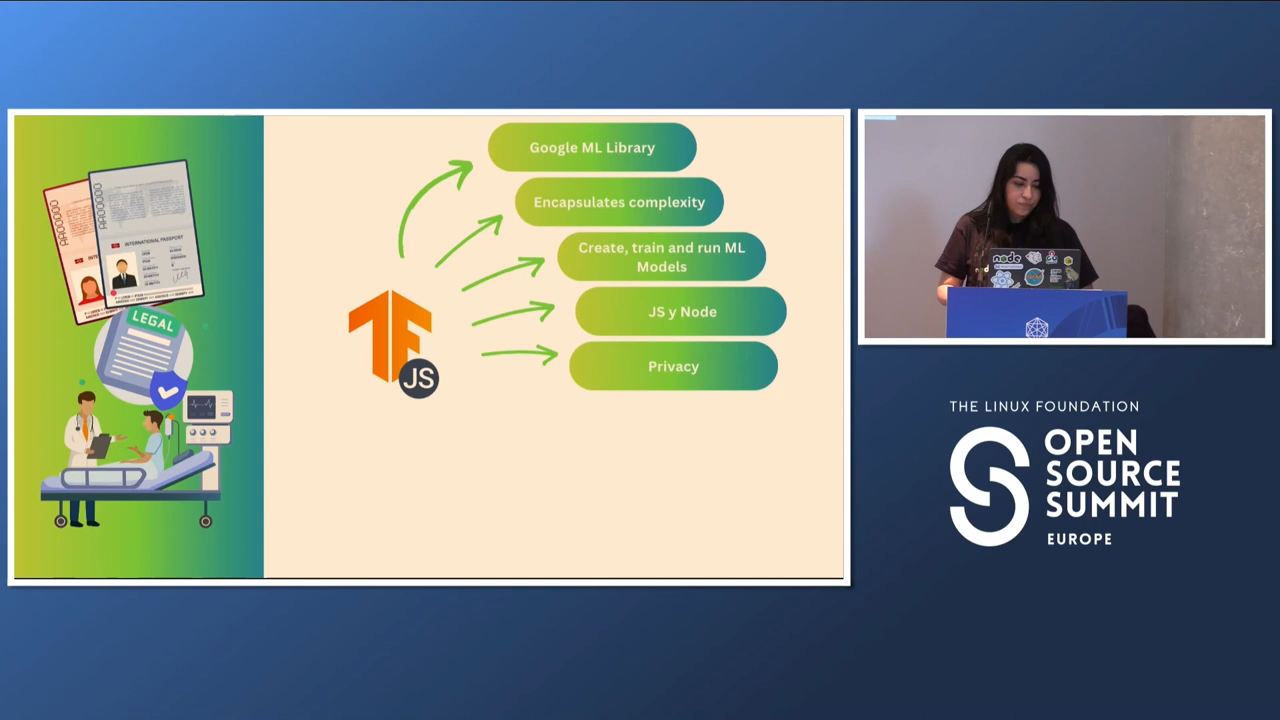 Google ML Library
Encapsulates complexity
Create, train and run ML
Models
JS y Node
Privacy
JS
INTERNATIONAL PASSPORT
LEGAL
node
THE LINUX FOUNDATION
OPEN
SOURCE
SUMMIT
EUROPE